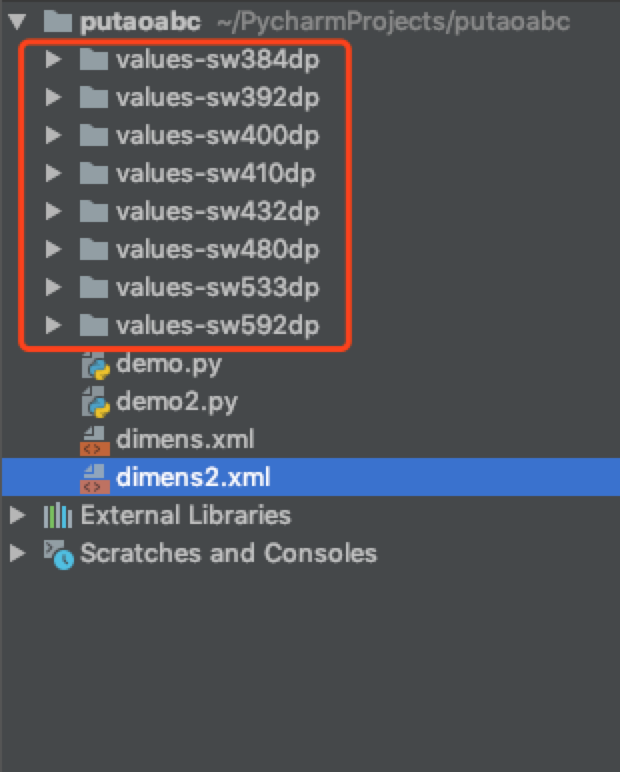 putaoabc ~/PycharmProjects/putaoabc
values-sw384dp
values-sw392dp
values-sw400dp
values-sw410dp
values-sw432dp
values-sw480dp
values-sw533dp
values-sw592dp
demo.py
demo2.py
dimens.xml
dimens2.xml
External Libraries
Scratches and Consoles